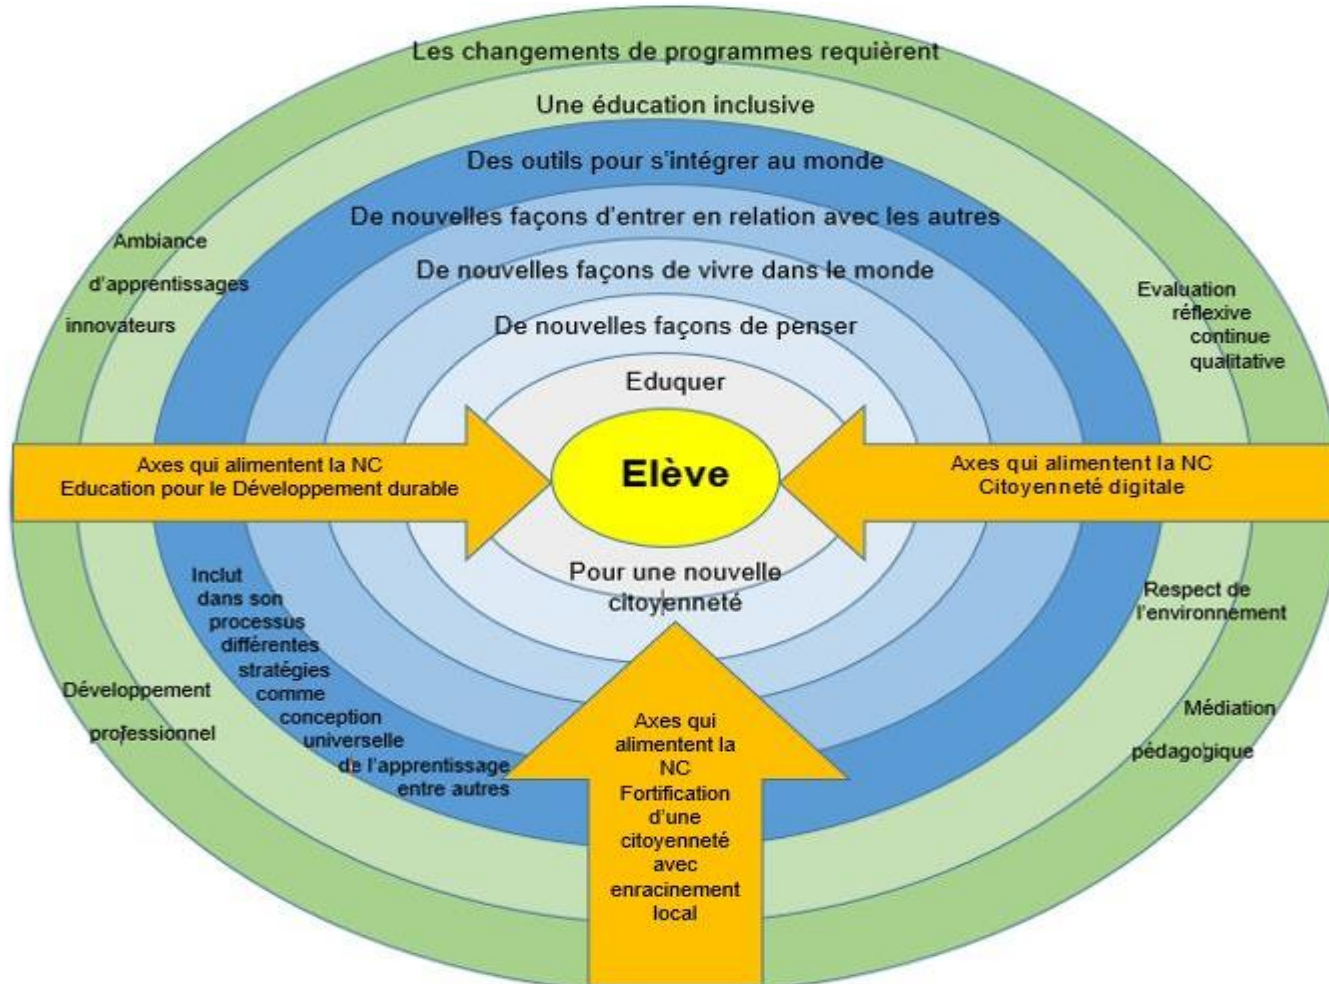 Les changements de programmes requièrent
Une éducation inclusive
Des outils pour s'intégrer au monde
De nouvelles façons d'entrer en relation avec les autres
De nouvelles façons de vivre dans le monde
De nouvelles façons de penser
Eduquer
Elève
Pour une nouvelle
citoyenneté
Ambiance
d'apprentissages
innovateurs
Evaluation
réflexive
continue
qualitative
Axes qui alimentent la NC
Education pour le Développement durable
Axes qui alimentent la NC
Citoyenneté digitale
Inclut
dans son
processus
différentes
stratégies
comme
conception
universelle
de l'apprentissage
entre autres
Respect de
l'environnement
Développement
professionnel
Médiation
pédagogique
Axes qui
alimentent la
NC
Fortification
d'une
citoyenneté
avec
enracinement
local